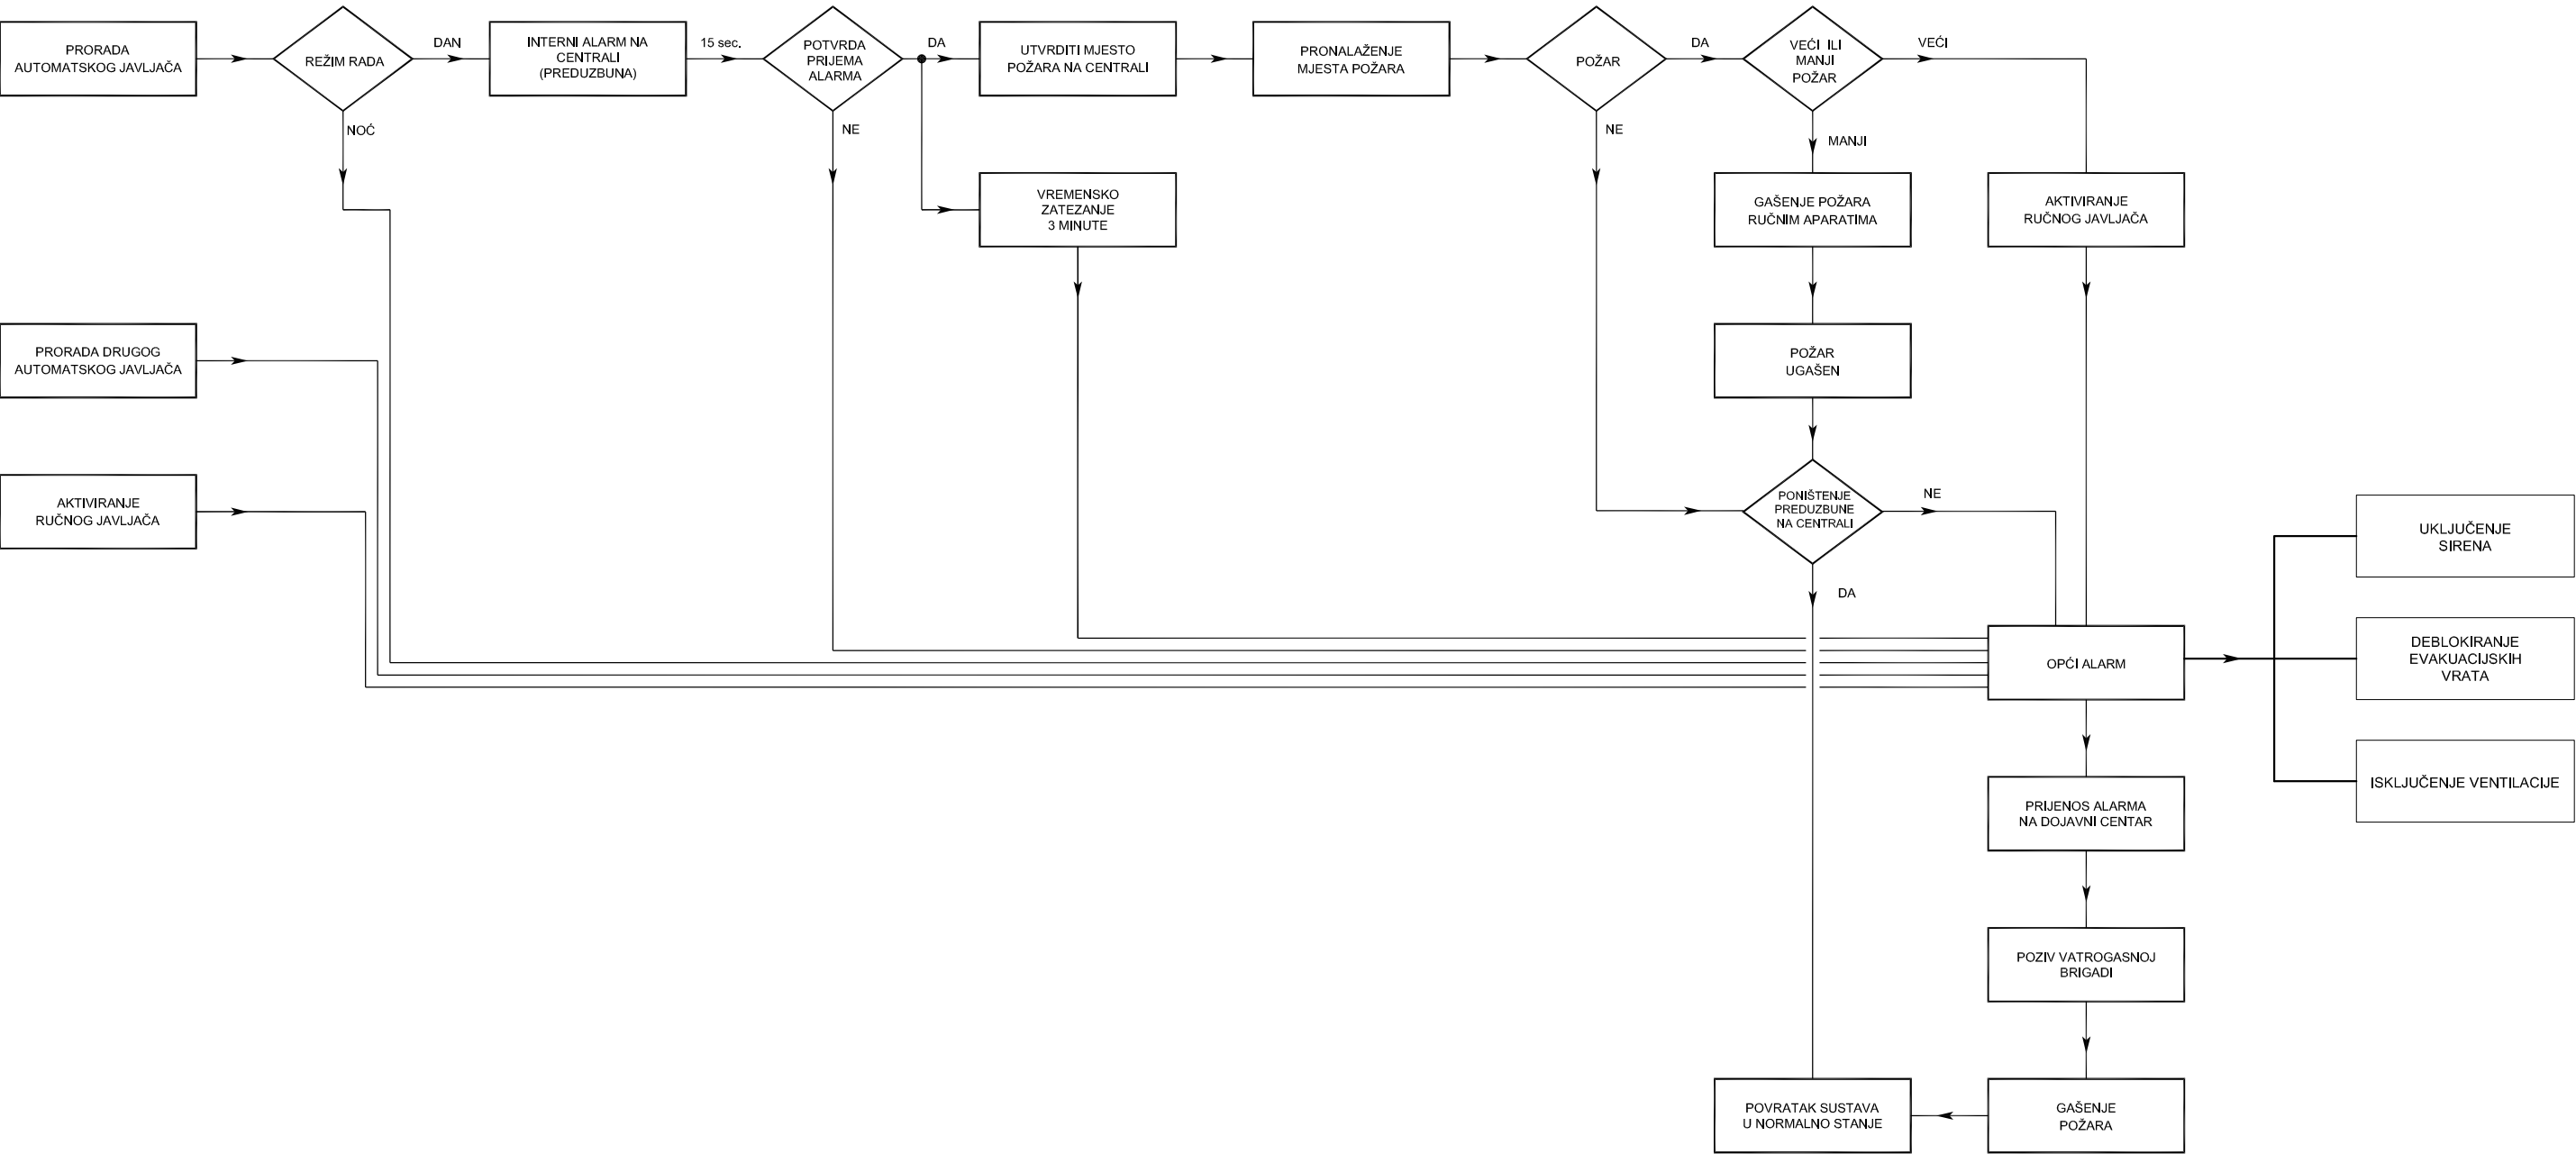 PRORADA
AUTOMATSKOG JAVLJAČA
REŽIM RADA
DAN
NOĆ
INTERNI ALARM NA
CENTRALI
(PREDUZBUNA)
15 sec.
POTVRDA
PRIJEMA
ALARMA
DA
NE
UTVRDITI MJESTO
POŽARA NA CENTRALI
PRONALAŽENJE
MJESTA POŽARA
POŽAR
DA
NE
VEĆI ILI
MANJI
POŽAR
VEĆI
MANJI
VREMENSKO
ZATEZANJE
3 MINUTE
GAŠENJE POŽARA
RUČNIM APARATIMA
AKTIVIRANJE
RUČNOG JAVLJAČA
PRORADA DRUGOG
AUTOMATSKOG JAVLJAČA
POŽAR
UGAŠEN
AKTIVIRANJE
RUČNOG JAVLJAČA
PONIŠTENJE
PREDUZBUNE
NA CENTRALI
NE
DA
UKLJUČENJE
SIRENA
OPĆI ALARM
DEBLOKIRANJE
EVAKUACIJSKIH
VRATA
ISKLJUČENJE VENTILACIJE
PRIJENOS ALARMA
NA DOJAVNI CENTAR
POZIV VATROGASNOJ
BRIGADI
POVRATAK SUSTAVA
U NORMALNO STANJE
GAŠENJE
POŽARA